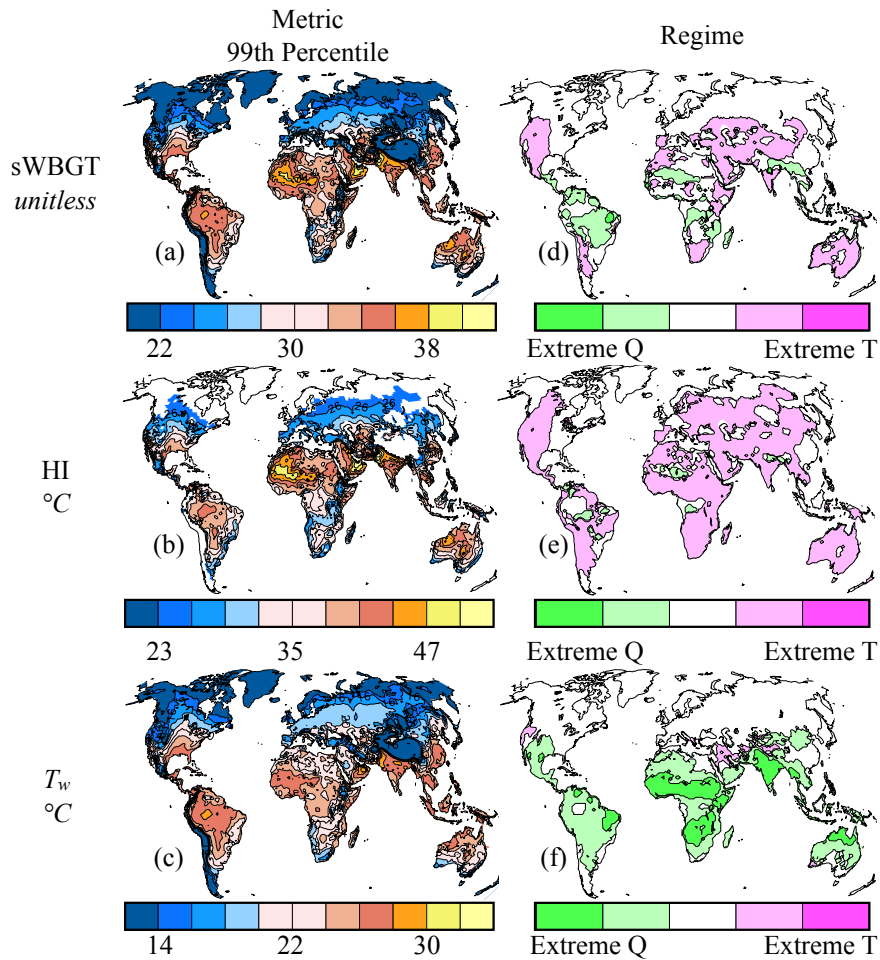 Metric
99th Percentile
Regime
sWBGT
unitless
(a)
(d)
22 30 38
Extreme Q Extreme T
HI
°C
(b)
(e)
23 35 47
Extreme Q Extreme T
T_w
°C
(c)
(f)
14 22 30
Extreme Q Extreme T